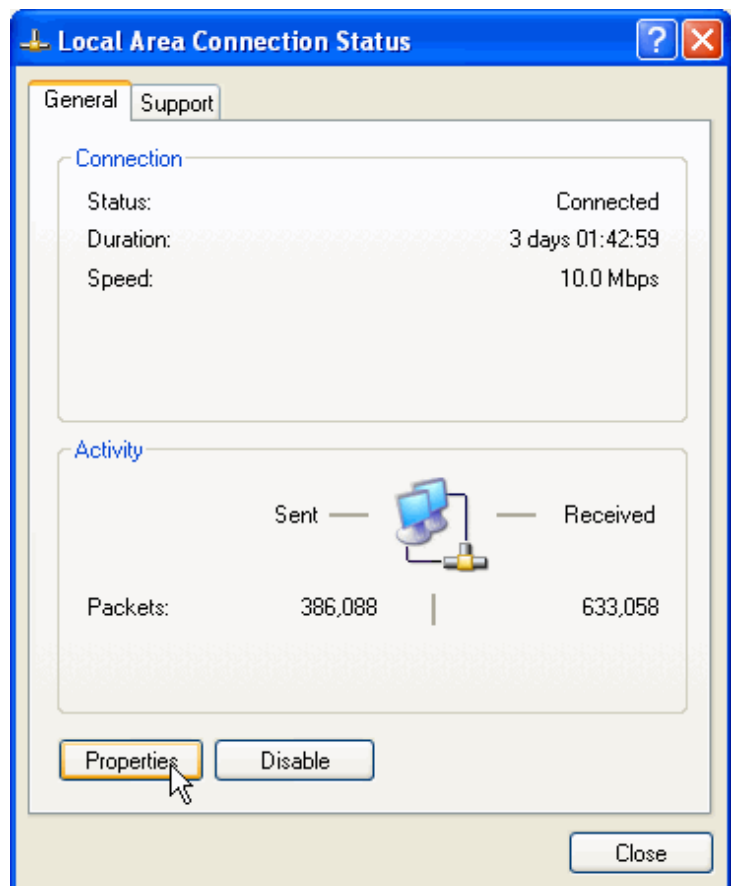 Local Area Connection Status
General Support
Connection
Status: Connected
Duration: 3 days 01:42:59
Speed: 10.0 Mbps
Activity
Sent Received
Packets: 386,088 633,058
Properties Disable
Close